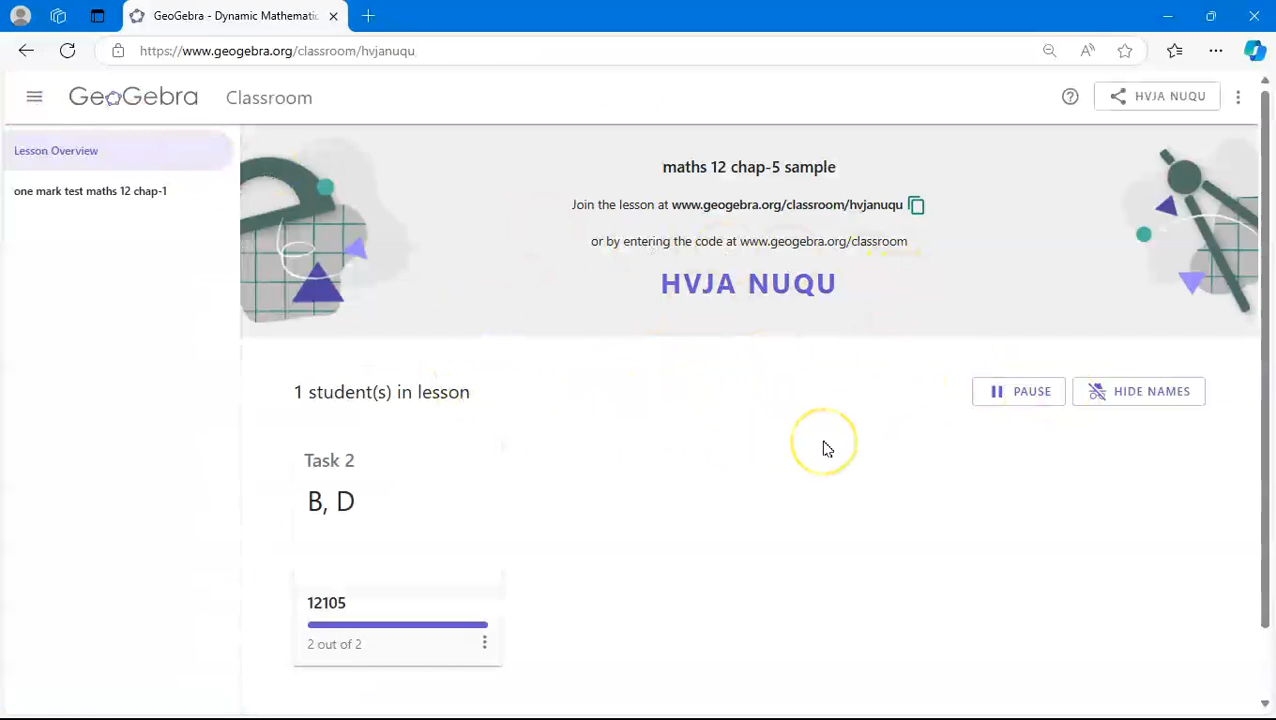 GeoGebra - Dynamic Mathematic
https://www.geogebra.org/classroom/hvjanuqu
GeoGebra Classroom
HVJA NUQU
Lesson Overview
one mark test maths 12 chap-1
maths 12 chap-5 sample
Join the lesson at www.geogebra.org/classroom/hvjanuqu
or by entering the code at www.geogebra.org/classroom
HVJA NUQU
1 student(s) in lesson
PAUSE
HIDE NAMES
Task 2
B, D
12105
2 out of 2